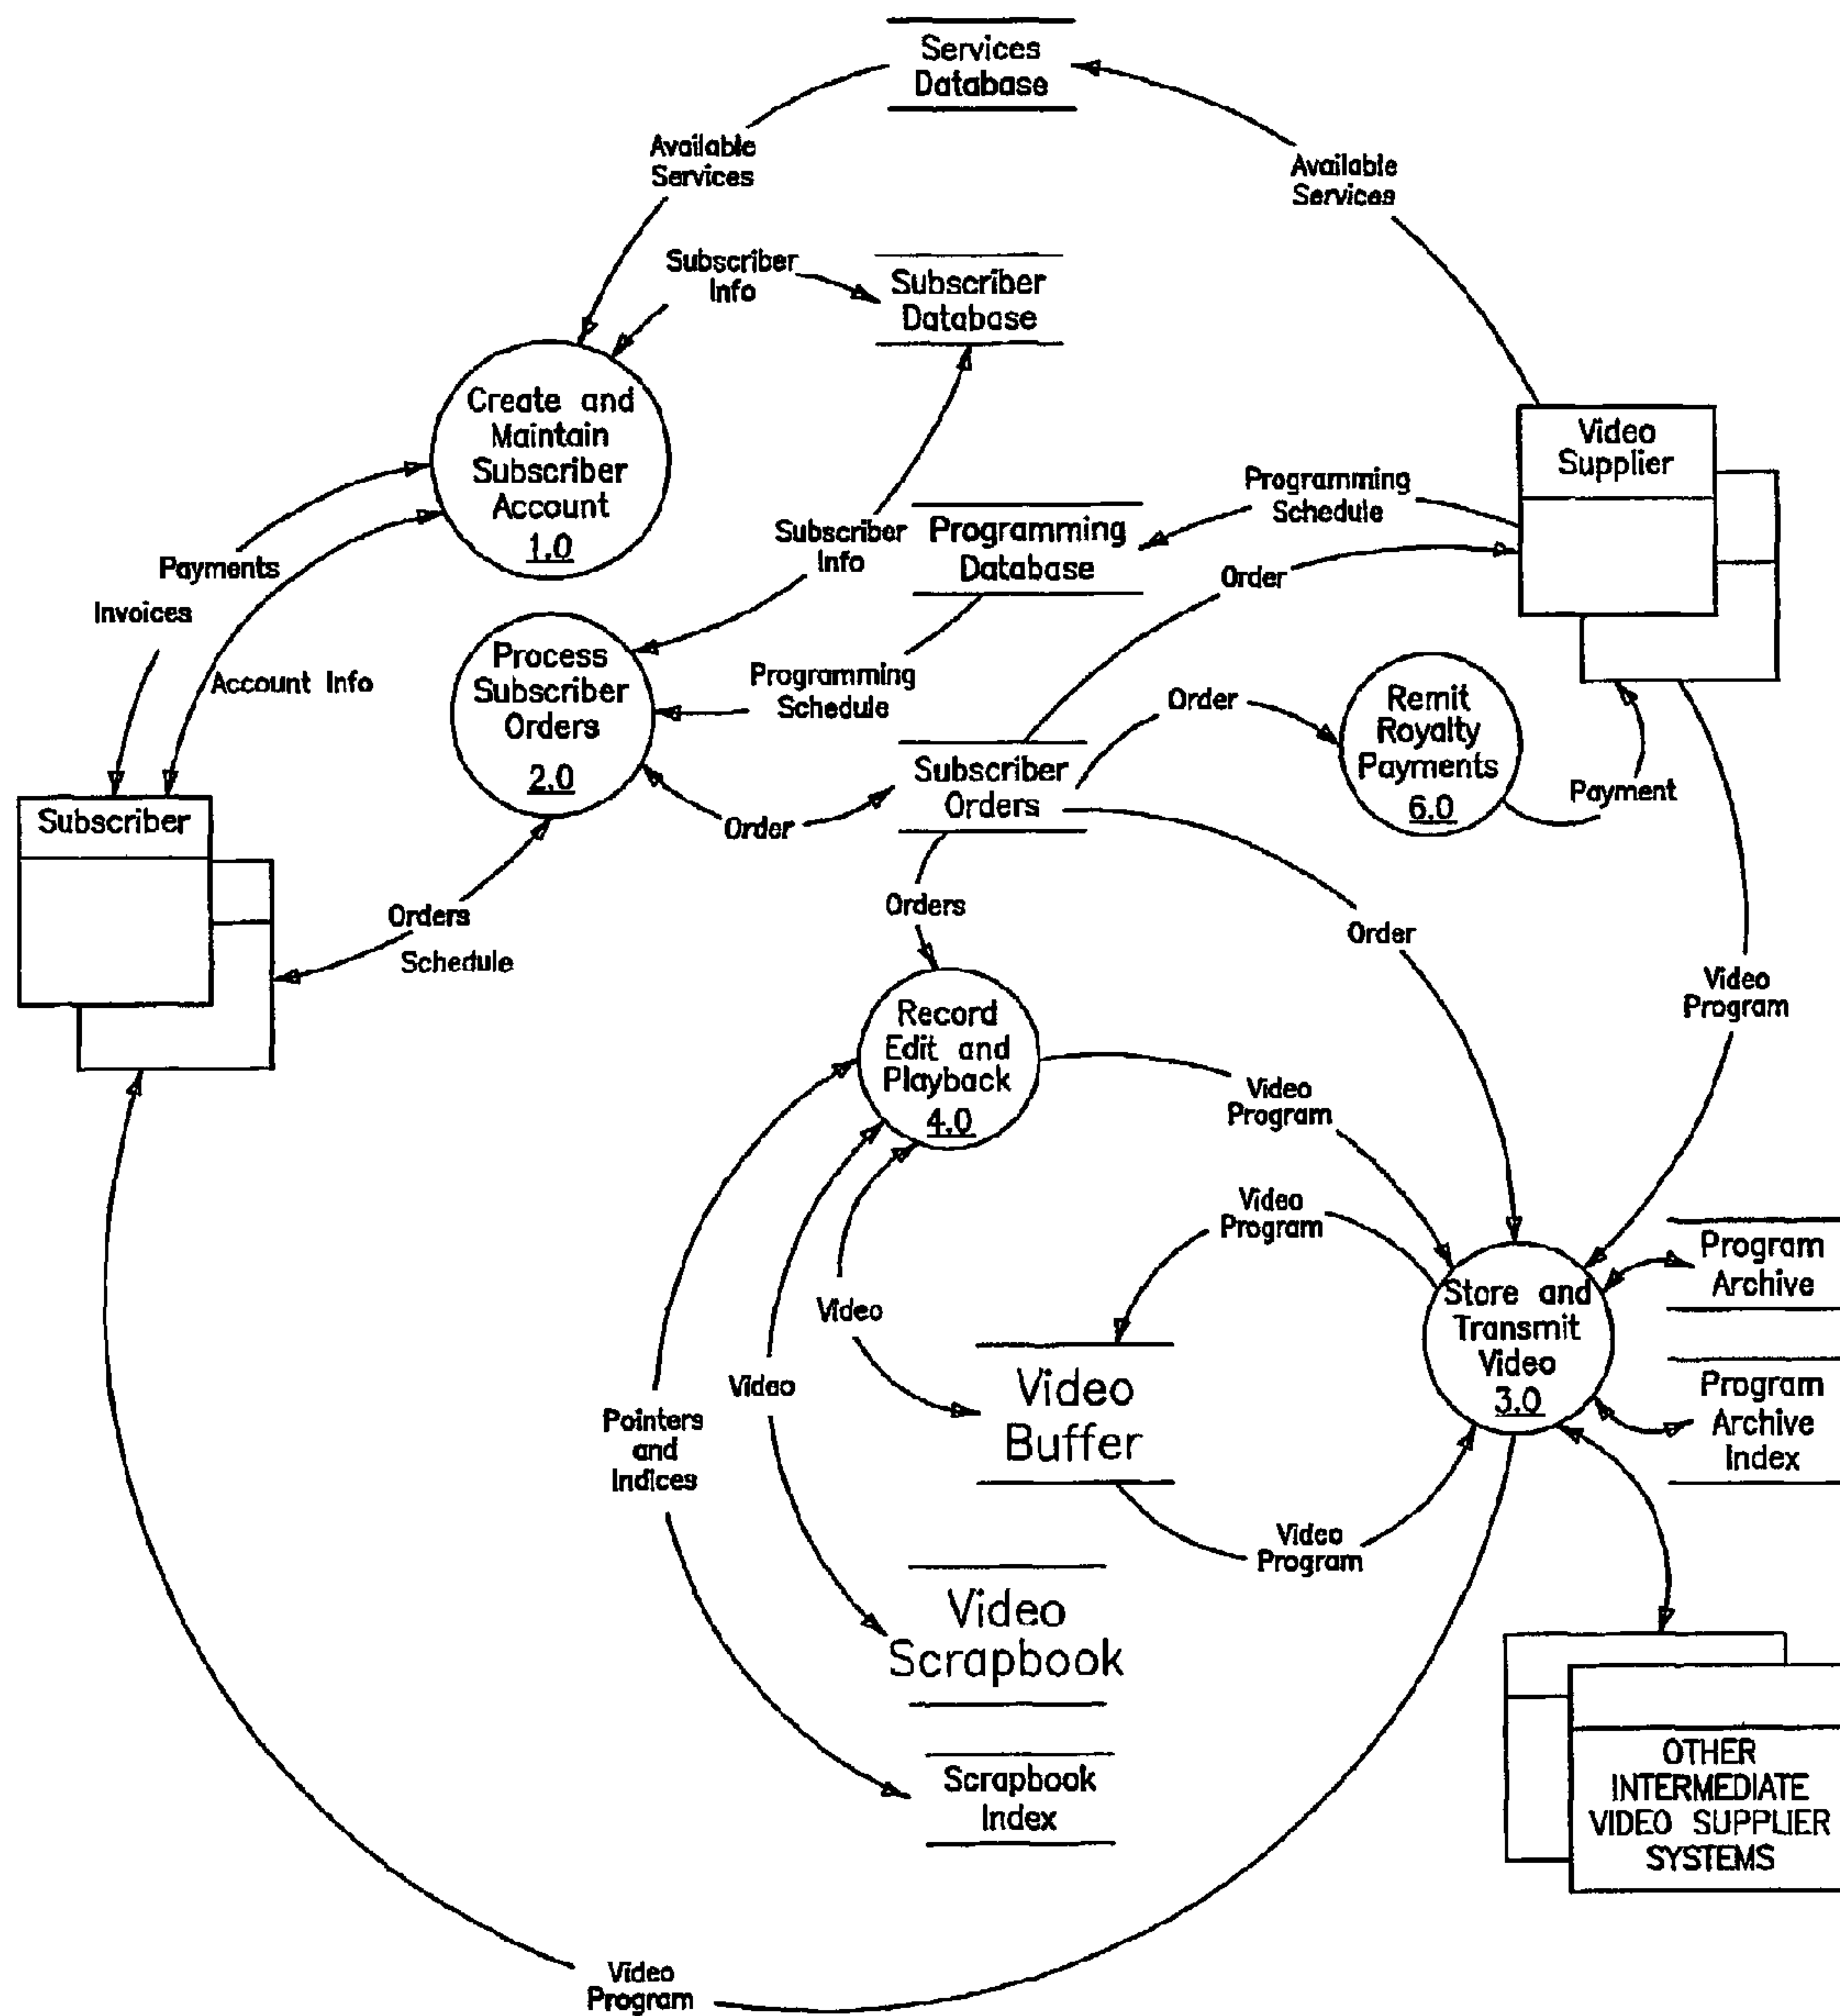 Services
Database
Available
Services
Available
Services
Subscriber
Info
Subscriber
Database
Create and
Maintain
Subscriber
Account
1.0
Video
Supplier
Programming
Schedule
Subscriber
Info
Programming
Database
Order
Payments
Invoices
Account Info
Process
Subscriber
Orders
2.0
Programming
Schedule
Order
Remit
Royalty
Payments
6.0
Payment
Subscriber
Order
Subscriber
Orders
Orders
Schedule
Orders
Order
Video
Program
Record
Edit and
Playback
4.0
Video
Program
Video
Program
Program
Archive
Store and
Transmit
Video
3.0
Video
Video
Pointers
and
Indices
Video
Buffer
Program
Archive
Index
Video
Program
Video
Scrapbook
Scrapbook
Index
OTHER
INTERMEDIATE
VIDEO SUPPLIER
SYSTEMS
Video
Program